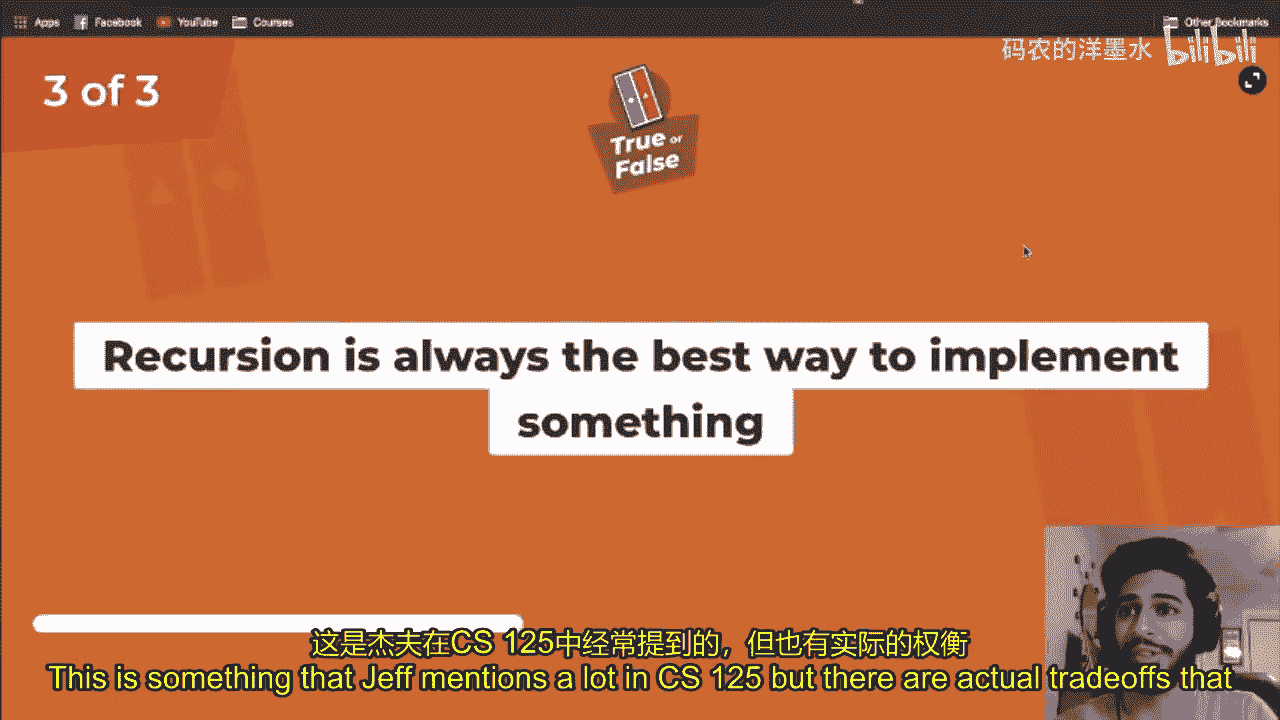 Apps Facebook YouTube Courses Other Bookmarks
码农的洋墨水 bilibili
3 of 3
True or
False
Recursion is always the best way to implement
something
这是杰夫在CS 125中经常提到的，但也有实际的权衡
This is something that Jeff mentions a lot in CS 125 but there are actual tradeoffs that